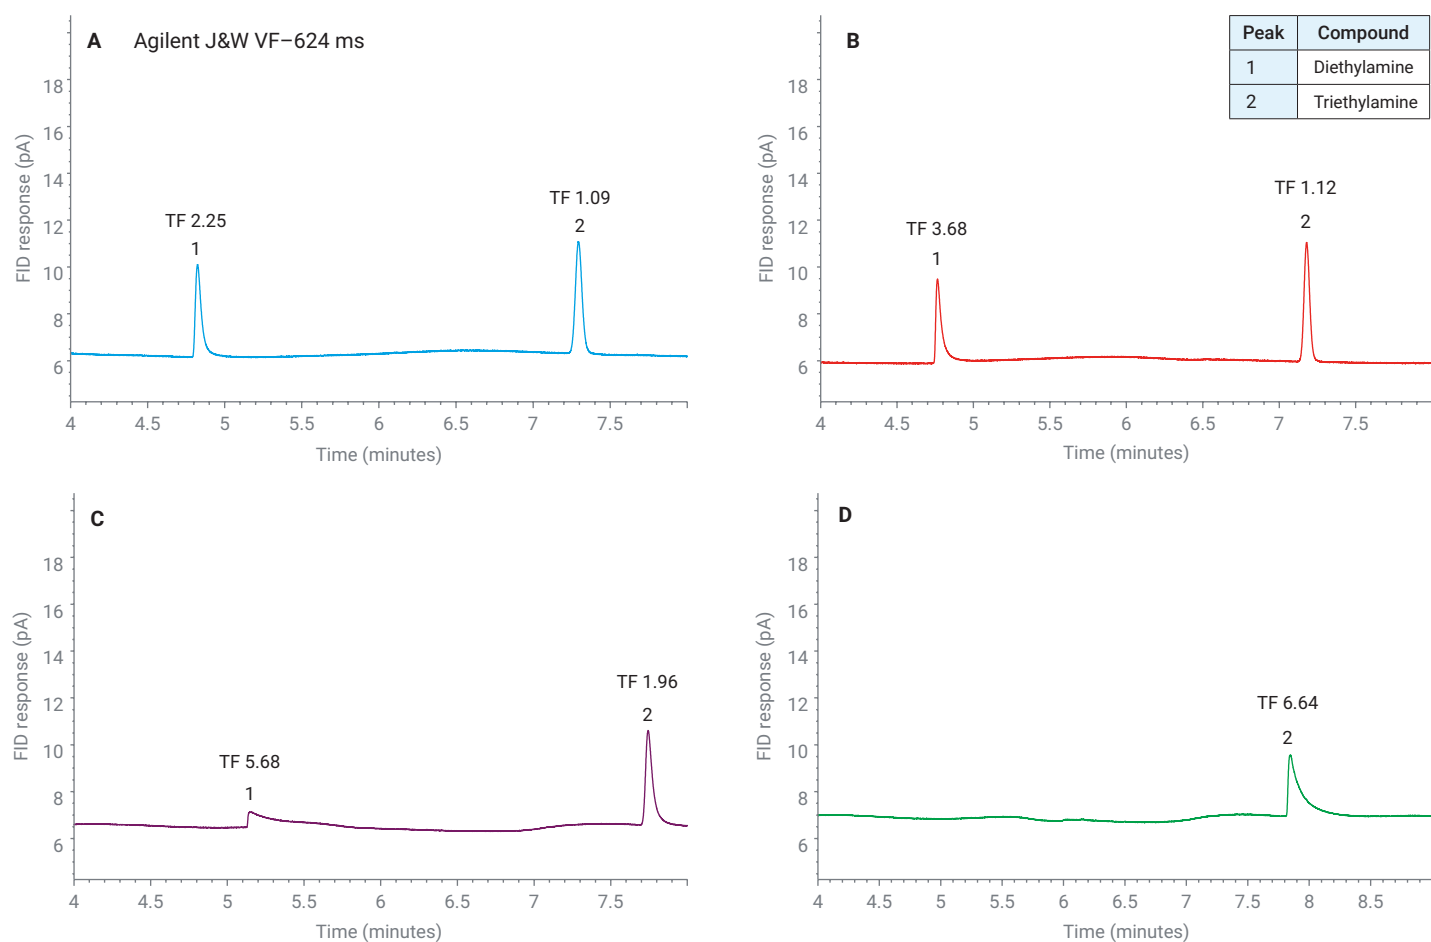 A Agilent J&W VF–624 ms
18
16
14
12
10
8
6
FID response (pA)
TF 2.25
1
TF 1.09
2
4 4.5 5 5.5 6 6.5 7 7.5
Time (minutes)
B
Peak Compound
1 Diethylamine
2 Triethylamine
18
16
14
12
10
8
6
FID response (pA)
TF 3.68
1
TF 1.12
2
4 4.5 5 5.5 6 6.5 7 7.5
Time (minutes)
C
18
16
14
12
10
8
6
FID response (pA)
TF 5.68
1
TF 1.96
2
4 4.5 5 5.5 6 6.5 7 7.5
Time (minutes)
D
18
16
14
12
10
8
6
FID response (pA)
TF 6.64
2
4 4.5 5 5.5 6 6.5 7 7.5 8 8.5
Time (minutes)